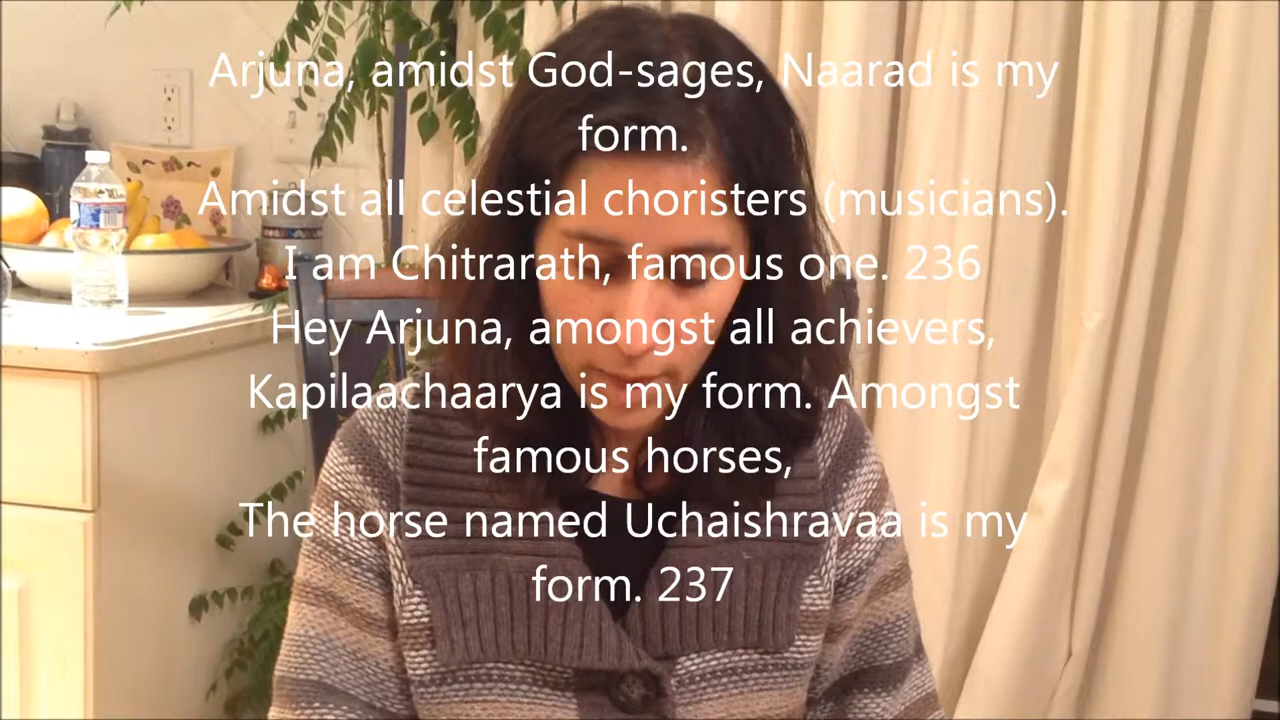 Arjuna, amidst God-sages, Naarad is my
form.
Amidst all celestial choristers (musicians).
I am Chitrarath, famous one. 236
Hey Arjuna, amongst all achievers,
Kapilaachaarya is my form. Amongst
famous horses,
The horse named Uchaishravaa is my
form. 237